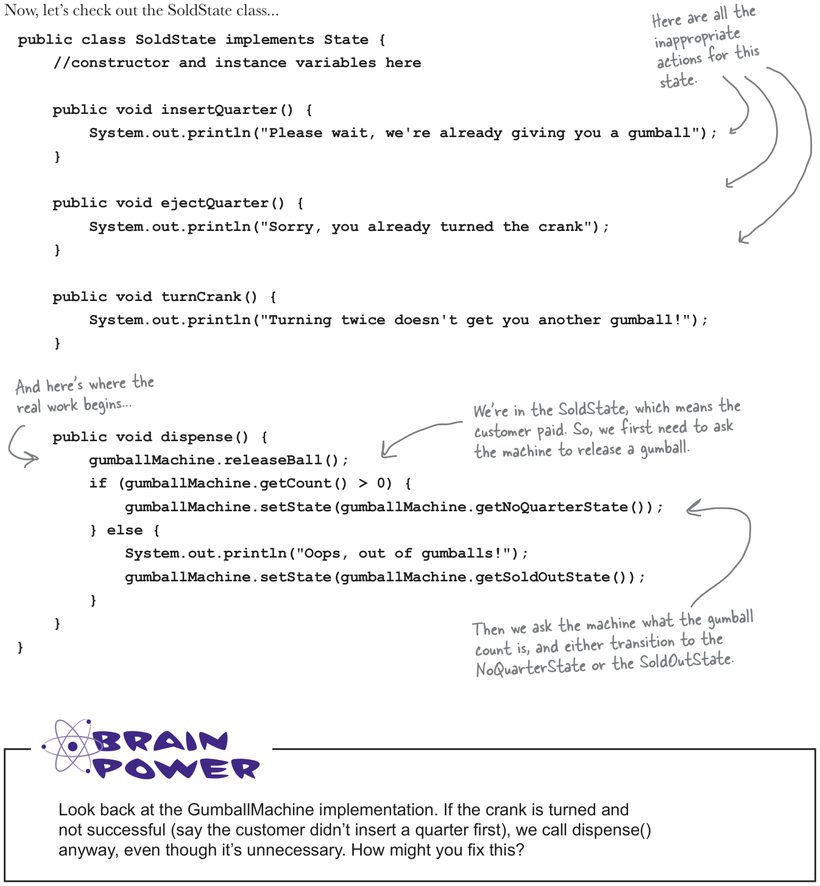 Now, let's check out the SoldState class...
Here are all the
inappropriate
actions for this
state.
public class SoldState implements State {
//constructor and instance variables here
public void insertQuarter() {
System.out.println("Please wait, we're already giving you a gumball");
}
public void ejectQuarter() {
System.out.println("Sorry, you already turned the crank");
}
public void turnCrank() {
System.out.println("Turning twice doesn't get you another gumball!");
}
And here's where the
real work begins...
We're in the SoldState, which means the
customer paid. So, we first need to ask
the machine to release a gumball.
public void dispense() {
gumballMachine.releaseBall();
if (gumballMachine.getCount() > 0) {
gumballMachine.setState(gumballMachine.getNoQuarterState());
} else {
System.out.println("Oops, out of gumballs!");
gumballMachine.setState(gumballMachine.getSoldOutState());
}
}
}
Then we ask the machine what the gumball
count is, and either transition to the
NoQuarterState or the SoldOutState.
BRAIN
POWER
Look back at the GumballMachine implementation. If the crank is turned and
not successful (say the customer didn't insert a quarter first), we call dispense()
anyway, even though it's unnecessary. How might you fix this?